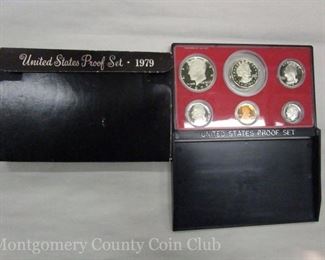 United States Proof Set · 1979
UNITED STATES PROOF SET
Montgomery County Coin Club